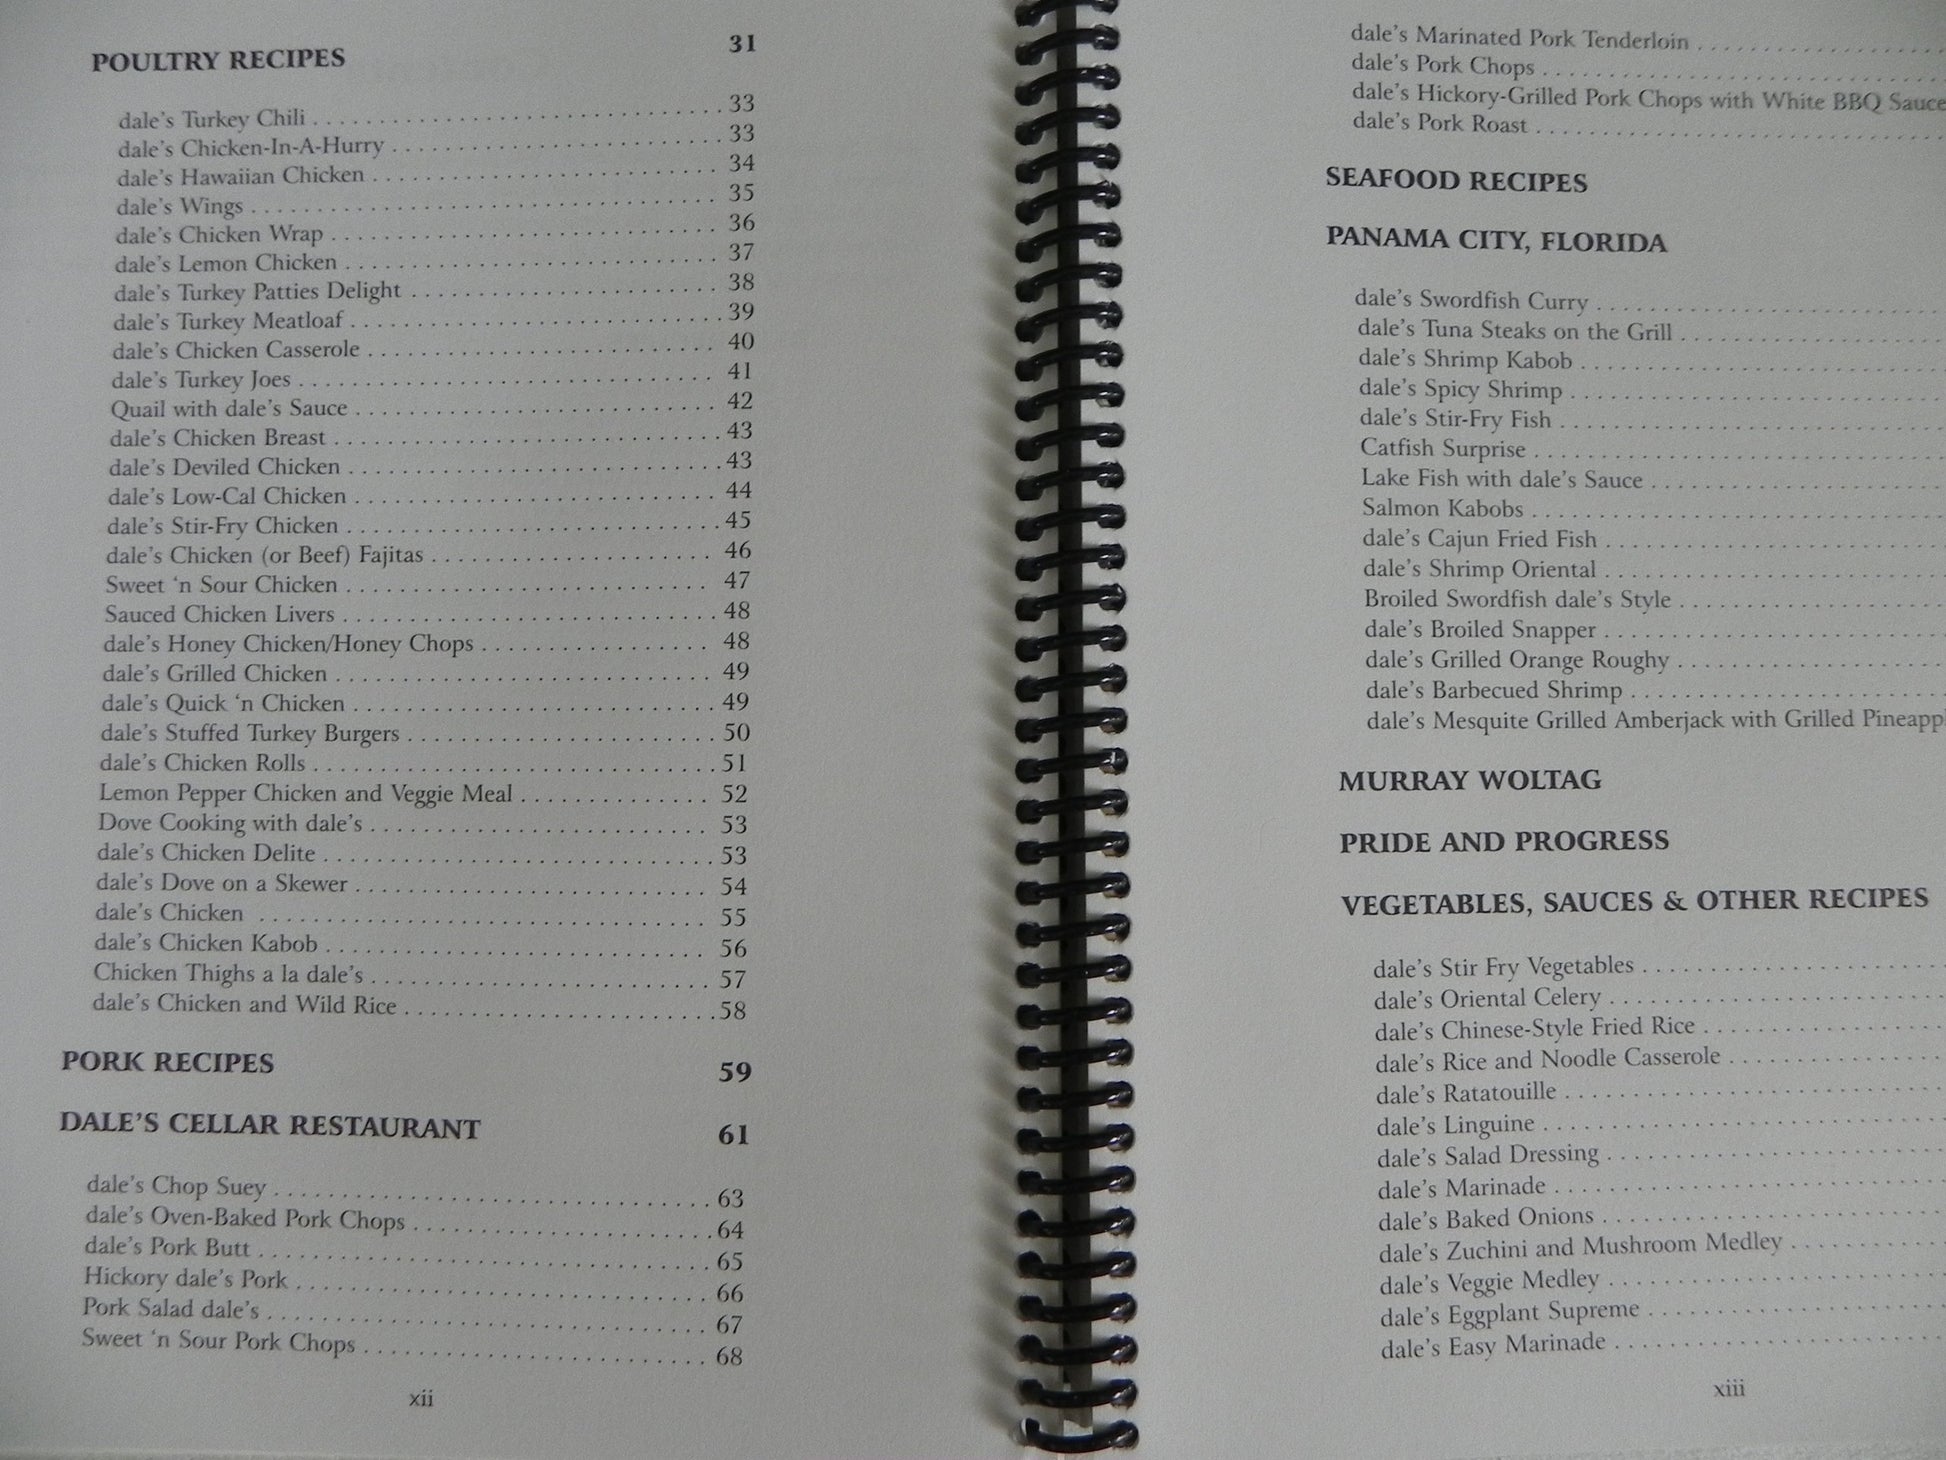 POULTRY RECIPES 31
dale's Turkey Chili . . . . . 33
dale's Chicken-In-A-Hurry . . . . . 33
dale's Hawaiian Chicken . . . . . 34
dale's Wings . . . . . 35
dale's Chicken Wrap . . . . . 36
dale's Lemon Chicken . . . . . 37
dale's Turkey Patties Delight . . . . . 38
dale's Turkey Meatloaf . . . . . 39
dale's Chicken Casserole . . . . . 40
dale's Turkey Joes . . . . . 41
Quail with dale's Sauce . . . . . 42
dale's Chicken Breast . . . . . 43
dale's Deviled Chicken . . . . . 43
dale's Low-Cal Chicken . . . . . 44
dale's Stir-Fry Chicken . . . . . 45
dale's Chicken (or Beef) Fajitas . . . . . 46
Sweet 'n Sour Chicken . . . . . 47
Sauced Chicken Livers . . . . . 48
dale's Honey Chicken/Honey Chops . . . . . 48
dale's Grilled Chicken . . . . . 49
dale's Quick 'n Chicken . . . . . 49
dale's Stuffed Turkey Burgers . . . . . 50
dale's Chicken Rolls . . . . . 51
Lemon Pepper Chicken and Veggie Meal . . . . . 52
Dove Cooking with dale's . . . . . 53
dale's Chicken Delite . . . . . 53
dale's Dove on a Skewer . . . . . 54
dale's Chicken . . . . . 55
dale's Chicken Kabob . . . . . 56
Chicken Thighs a la dale's . . . . . 57
dale's Chicken and Wild Rice . . . . . 58
PORK RECIPES 59
DALE'S CELLAR RESTAURANT 61
dale's Chop Suey . . . . . 63
dale's Oven-Baked Pork Chops . . . . . 64
dale's Pork Butt . . . . . 65
Hickory dale's Pork . . . . . 66
Pork Salad dale's . . . . . 67
Sweet 'n Sour Pork Chops . . . . . 68
xii
dale's Marinated Pork Tenderloin . . . . .
dale's Pork Chops . . . . .
dale's Hickory-Grilled Pork Chops with White BBQ Sauce
dale's Pork Roast . . . . .
SEAFOOD RECIPES
PANAMA CITY, FLORIDA
dale's Swordfish Curry . . . . .
dale's Tuna Steaks on the Grill . . . . .
dale's Shrimp Kabob . . . . .
dale's Spicy Shrimp . . . . .
dale's Stir-Fry Fish . . . . .
Catfish Surprise . . . . .
Lake Fish with dale's Sauce . . . . .
Salmon Kabobs . . . . .
dale's Cajun Fried Fish . . . . .
dale's Shrimp Oriental . . . . .
Broiled Swordfish dale's Style . . . . .
dale's Broiled Snapper . . . . .
dale's Grilled Orange Roughy . . . . .
dale's Barbecued Shrimp . . . . .
dale's Mesquite Grilled Amberjack with Grilled Pineappl
MURRAY WOLTAG
PRIDE AND PROGRESS
VEGETABLES, SAUCES & OTHER RECIPES
dale's Stir Fry Vegetables . . . . .
dale's Oriental Celery . . . . .
dale's Chinese-Style Fried Rice . . . . .
dale's Rice and Noodle Casserole . . . . .
dale's Ratatouille . . . . .
dale's Linguine . . . . .
dale's Salad Dressing . . . . .
dale's Marinade . . . . .
dale's Baked Onions . . . . .
dale's Zuchini and Mushroom Medley . . . . .
dale's Veggie Medley . . . . .
dale's Eggplant Supreme . . . . .
dale's Easy Marinade . . . . .
xiii